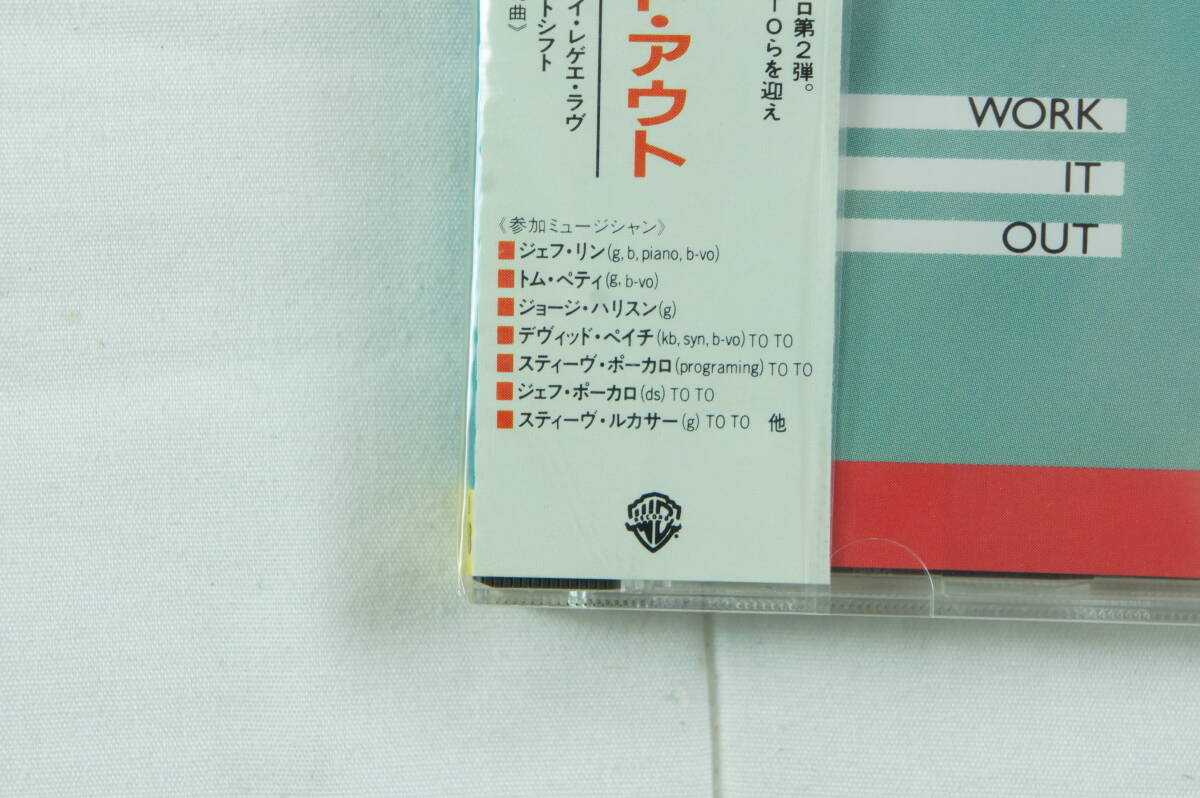 ロ第2弾。
TOらを迎え
ト・アウト
イ・レゲエ・ラヴ
トシフト
曲》
《参加ミュージシャン》
ジェフ・リン(g, b, piano, b-vo)
トム・ペティ(g, b-vo)
ジョージ・ハリスン(g)
デヴィッド・ペイチ(kb, syn, b-vo) TO TO
スティーヴ・ポーカロ(programing) TO TO
ジェフ・ポーカロ(ds) TO TO
スティーヴ・ルカサー(g) TO TO 他
RECORDS
WORK
IT
OUT